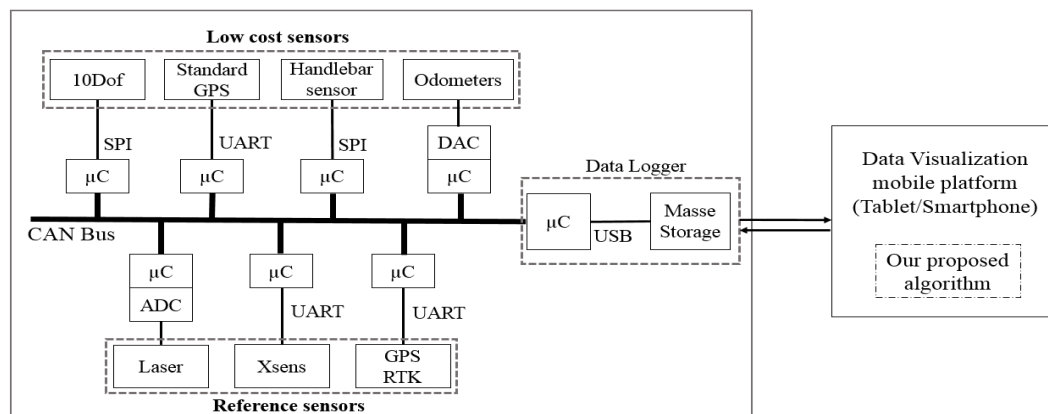 Low cost sensors
10Dof
Standard
GPS
Handlebar
sensor
Odometers
SPI
UART
SPI
DAC
µC
µC
µC
µC
CAN Bus
Data Logger
µC
USB
Masse
Storage
Data Visualization
mobile platform
(Tablet/Smartphone)
Our proposed
algorithm
µC
ADC
µC
µC
UART
UART
Laser
Xsens
GPS
RTK
Reference sensors